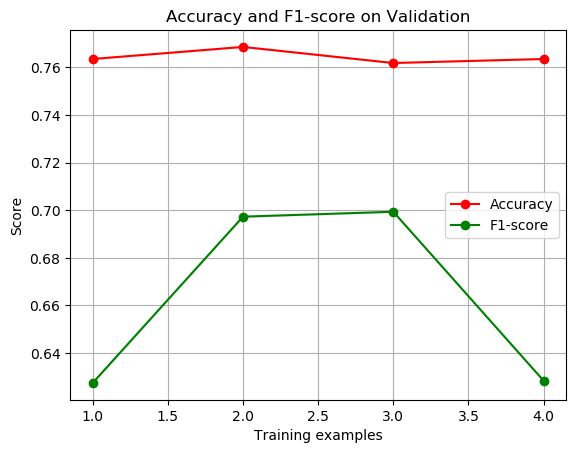 Accuracy and F1-score on Validation
0.76
0.74
0.72
0.70
0.68
0.66
0.64
Score
Accuracy
F1-score
1.0 1.5 2.0 2.5 3.0 3.5 4.0
Training examples